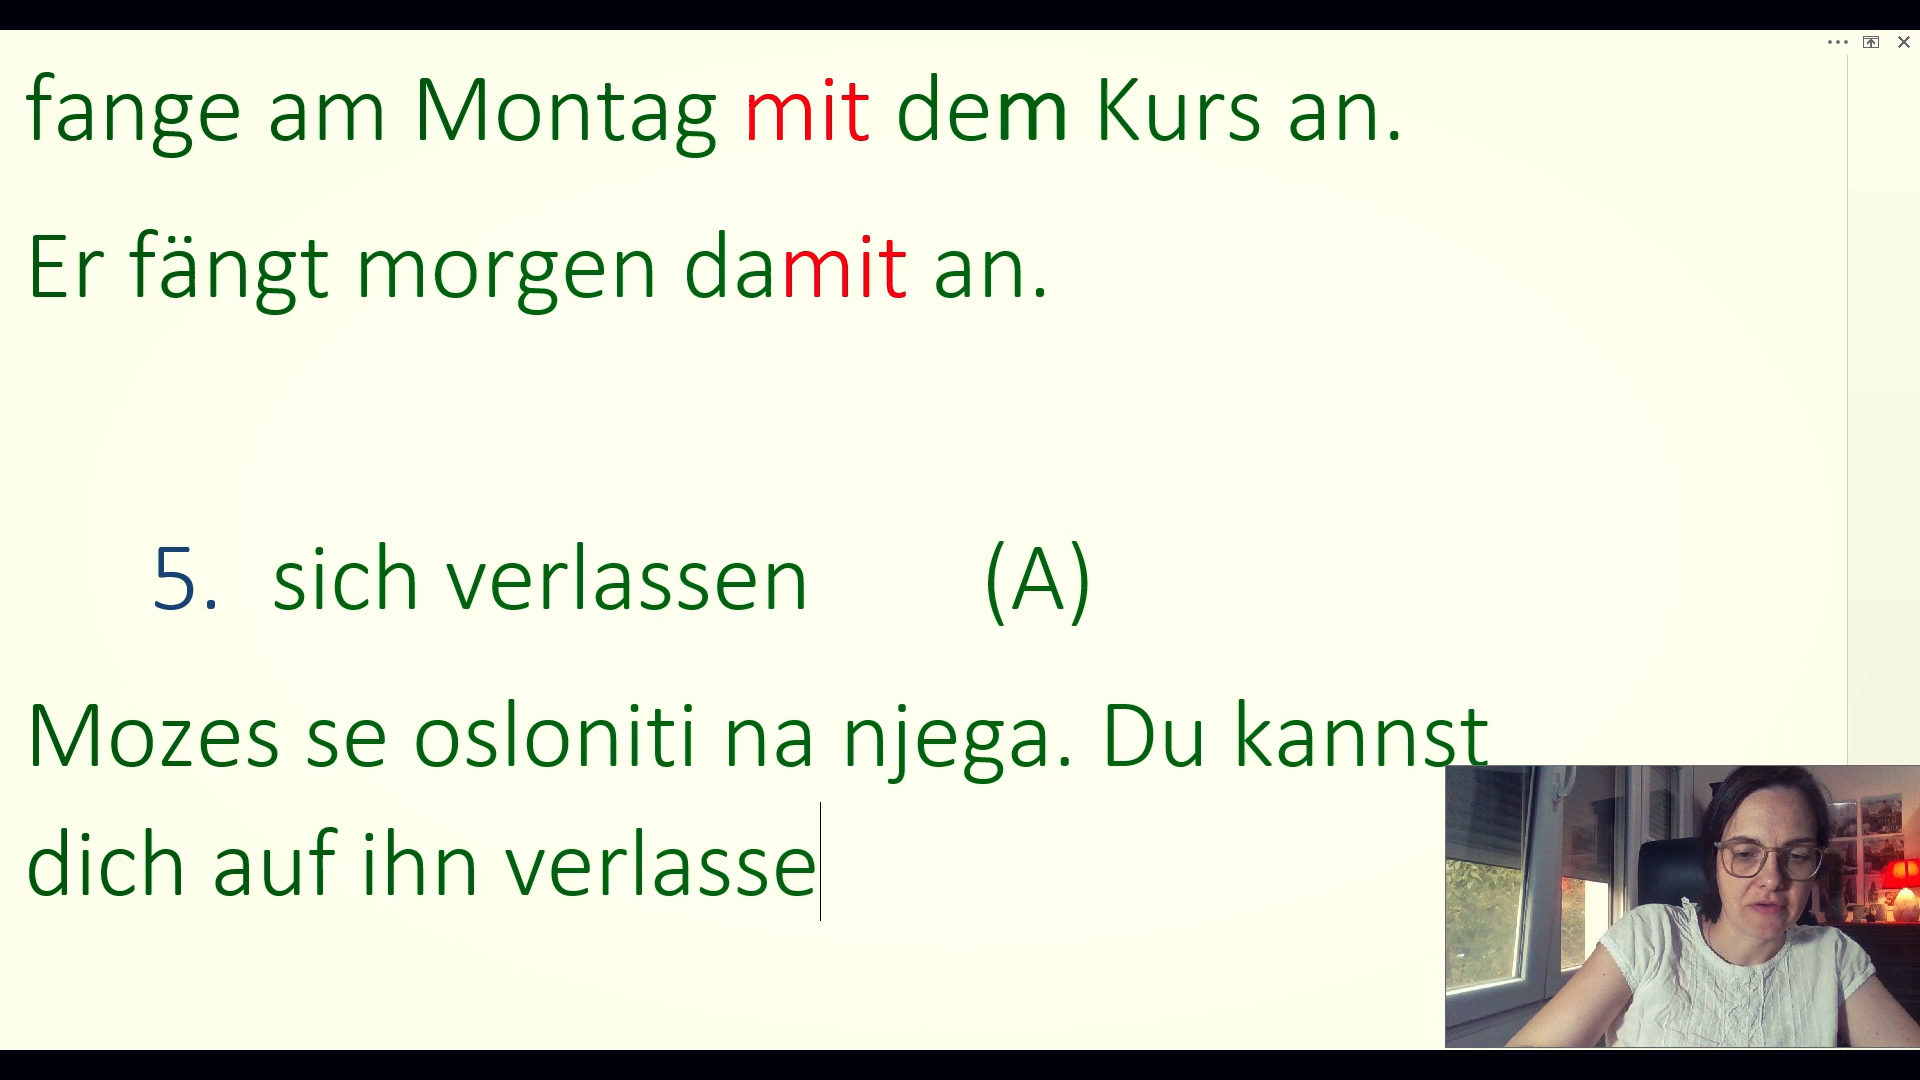 fange am Montag mit dem Kurs an.
Er fängt morgen damit an.
5. sich verlassen (A)
Mozes se osloniti na njega. Du kannst
dich auf ihn verlasse